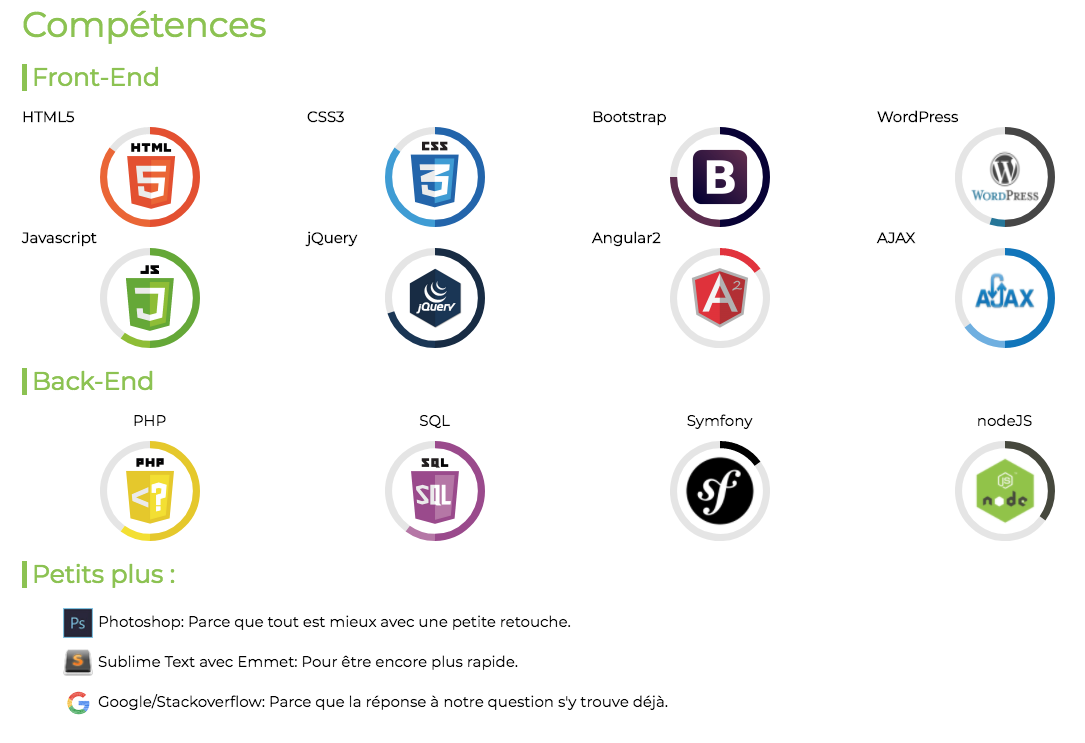 Compétences
Front-End
HTML5 CSS3 Bootstrap WordPress
HTML 5 CSS 3 B W WORDPRESS
Javascript jQuery Angular2 AJAX
JS J jQuery A 2 AJAX
Back-End
PHP SQL Symfony nodeJS
PHP <? SQL SQL sf JS node
Petits plus :
Ps Photoshop: Parce que tout est mieux avec une petite retouche.
S Sublime Text avec Emmet: Pour être encore plus rapide.
G Google/Stackoverflow: Parce que la réponse à notre question s'y trouve déjà.